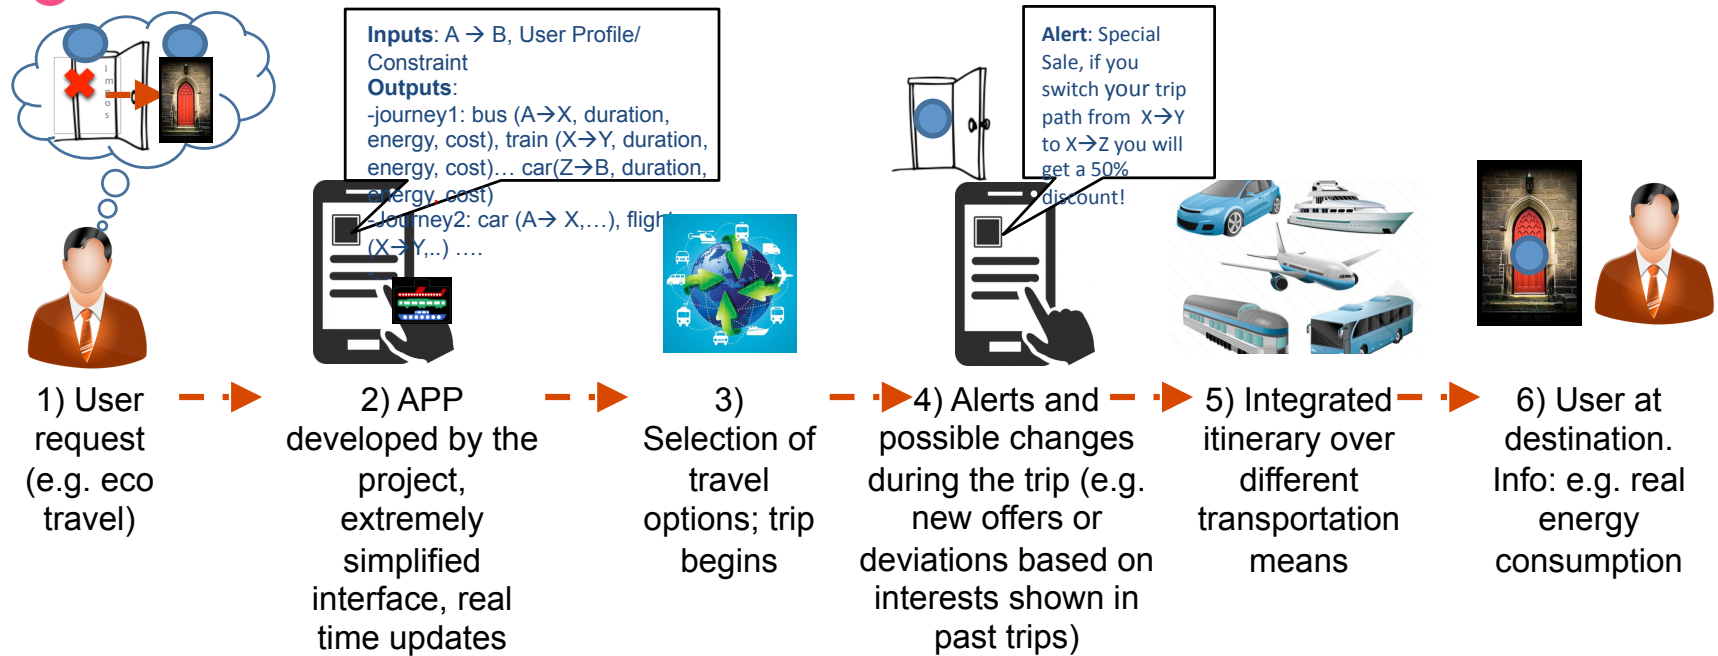 I
m
p
o
s
Inputs: A → B, User Profile/
Constraint
Outputs:
-journey1: bus (A→X, duration,
energy, cost), train (X→Y, duration,
energy, cost)… car(Z→B, duration,
energy, cost)
-Journey2: car (A→ X,…), flight
(X→Y,..) ….
Alert: Special
Sale, if you
switch your trip
path from X→Y
to X→Z you will
get a 50%
discount!
1) User
request
(e.g. eco
travel)
2) APP
developed by the
project,
extremely
simplified
interface, real
time updates
3)
Selection of
travel
options; trip
begins
4) Alerts and
possible changes
during the trip (e.g.
new offers or
deviations based on
interests shown in
past trips)
5) Integrated
itinerary over
different
transportation
means
6) User at
destination.
Info: e.g. real
energy
consumption